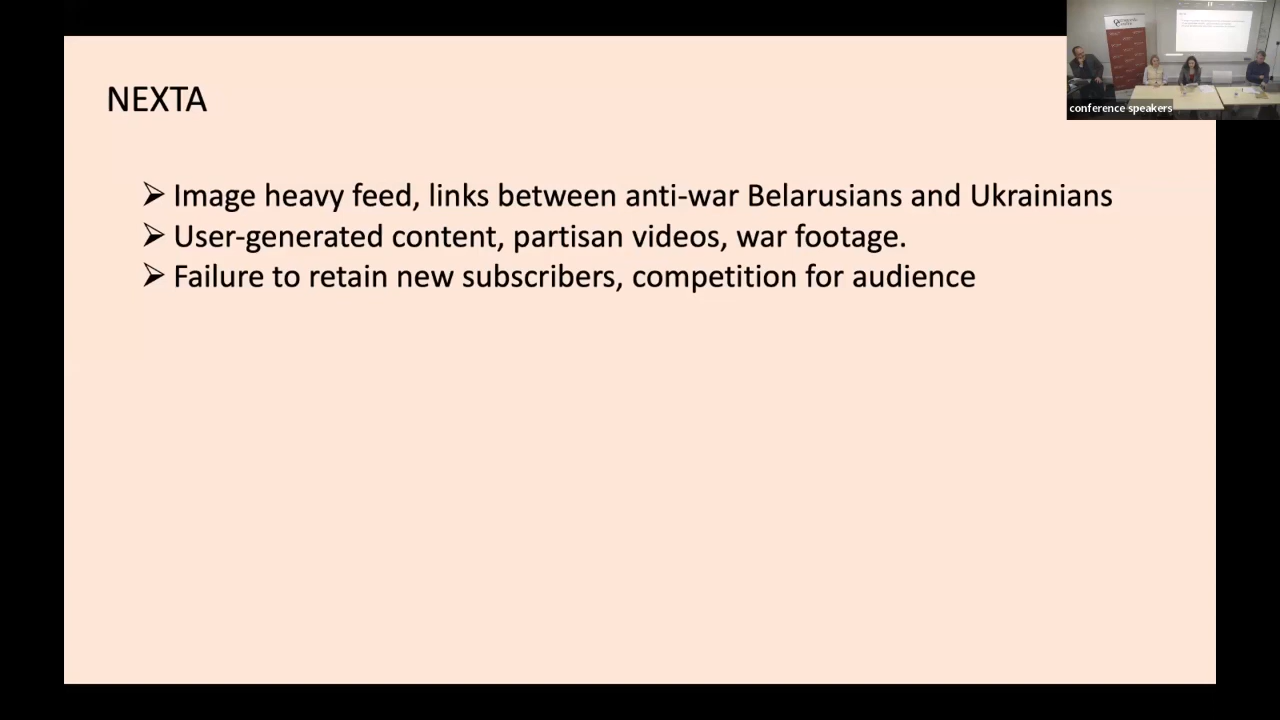 NEXTA
➢ Image heavy feed, links between anti-war Belarusians and Ukrainians
➢ User-generated content, partisan videos, war footage.
➢ Failure to retain new subscribers, competition for audience
conference speakers